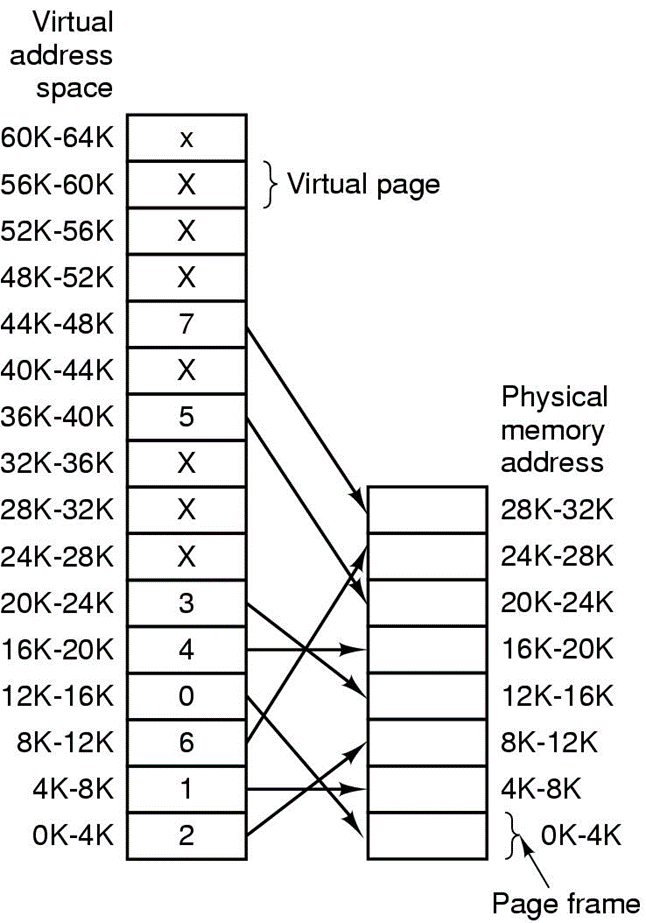 Virtual
address
space
60K-64K x
56K-60K X Virtual page
52K-56K X
48K-52K X
44K-48K 7
40K-44K X
36K-40K 5
32K-36K X
28K-32K X
24K-28K X
20K-24K 3
16K-20K 4
12K-16K 0
8K-12K 6
4K-8K 1
0K-4K 2
Physical
memory
address
28K-32K
24K-28K
20K-24K
16K-20K
12K-16K
8K-12K
4K-8K
0K-4K
Page frame